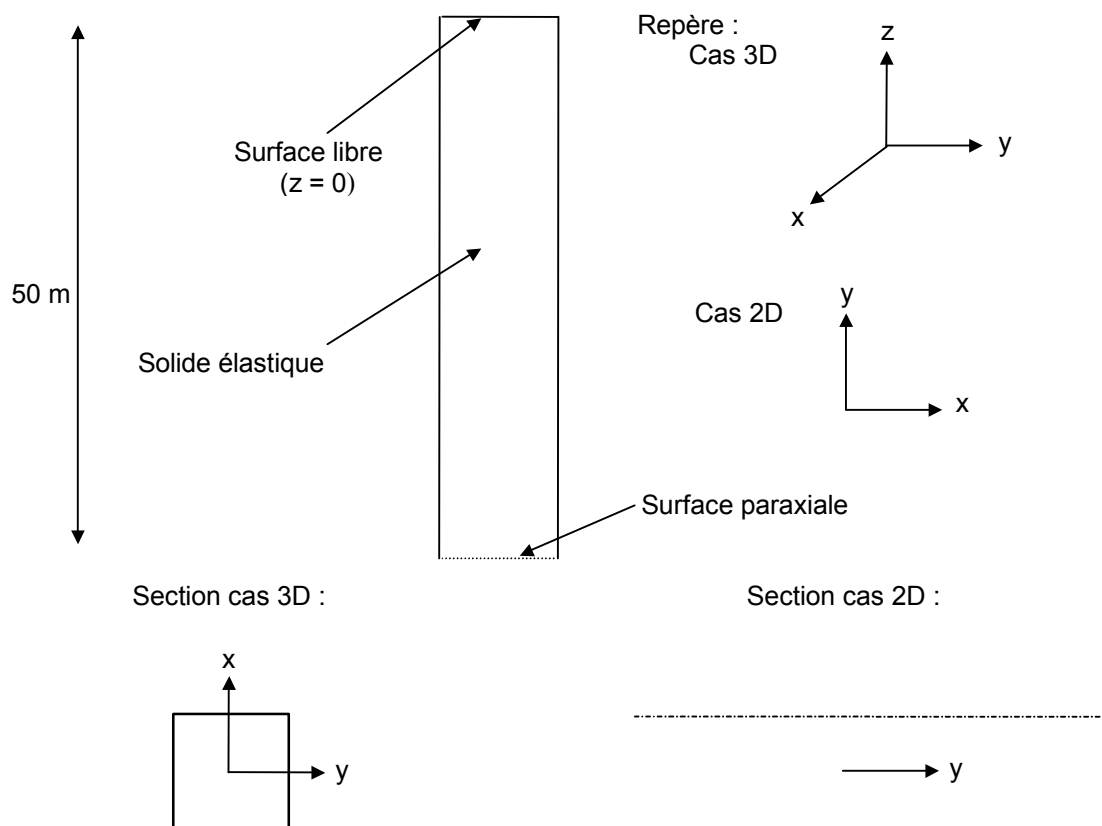 Repère :
Cas 3D
z
y
x
Surface libre
(z = 0)
50 m
Cas 2D
y
x
Solide élastique
Surface paraxiale
Section cas 3D :
Section cas 2D :
x
y
y